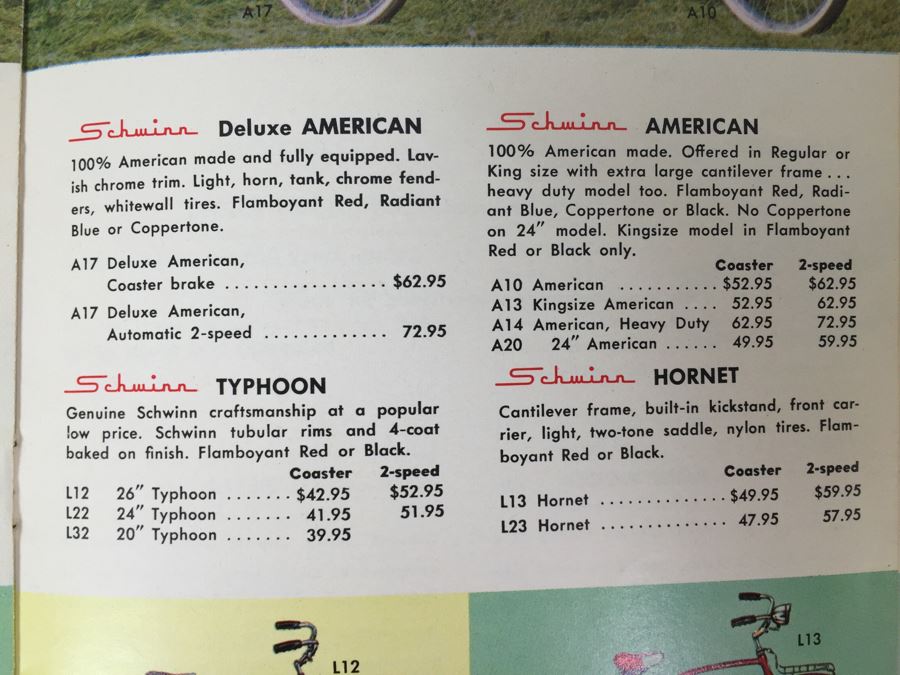 A17
A10
Schwinn Deluxe AMERICAN
100% American made and fully equipped. Lav-
ish chrome trim. Light, horn, tank, chrome fend-
ers, whitewall tires. Flamboyant Red, Radiant
Blue or Coppertone.
A17 Deluxe American,
Coaster brake ................. $62.95
A17 Deluxe American,
Automatic 2-speed ............. 72.95
Schwinn AMERICAN
100% American made. Offered in Regular or
King size with extra large cantilever frame...
heavy duty model too. Flamboyant Red, Radi-
ant Blue, Coppertone or Black. No Coppertone
on 24" model. Kingsize model in Flamboyant
Red or Black only.
Coaster 2-speed
A10 American ........... $52.95 $62.95
A13 Kingsize American .... 52.95 62.95
A14 American, Heavy Duty 62.95 72.95
A20 24" American ...... 49.95 59.95
Schwinn TYPHOON
Genuine Schwinn craftsmanship at a popular
low price. Schwinn tubular rims and 4-coat
baked on finish. Flamboyant Red or Black.
Coaster 2-speed
L12 26" Typhoon ....... $42.95 $52.95
L22 24" Typhoon ....... 41.95 51.95
L32 20" Typhoon ....... 39.95
Schwinn HORNET
Cantilever frame, built-in kickstand, front car-
rier, light, two-tone saddle, nylon tires. Flam-
boyant Red or Black.
Coaster 2-speed
L13 Hornet .............. $49.95 $59.95
L23 Hornet .............. 47.95 57.95
L12
L13